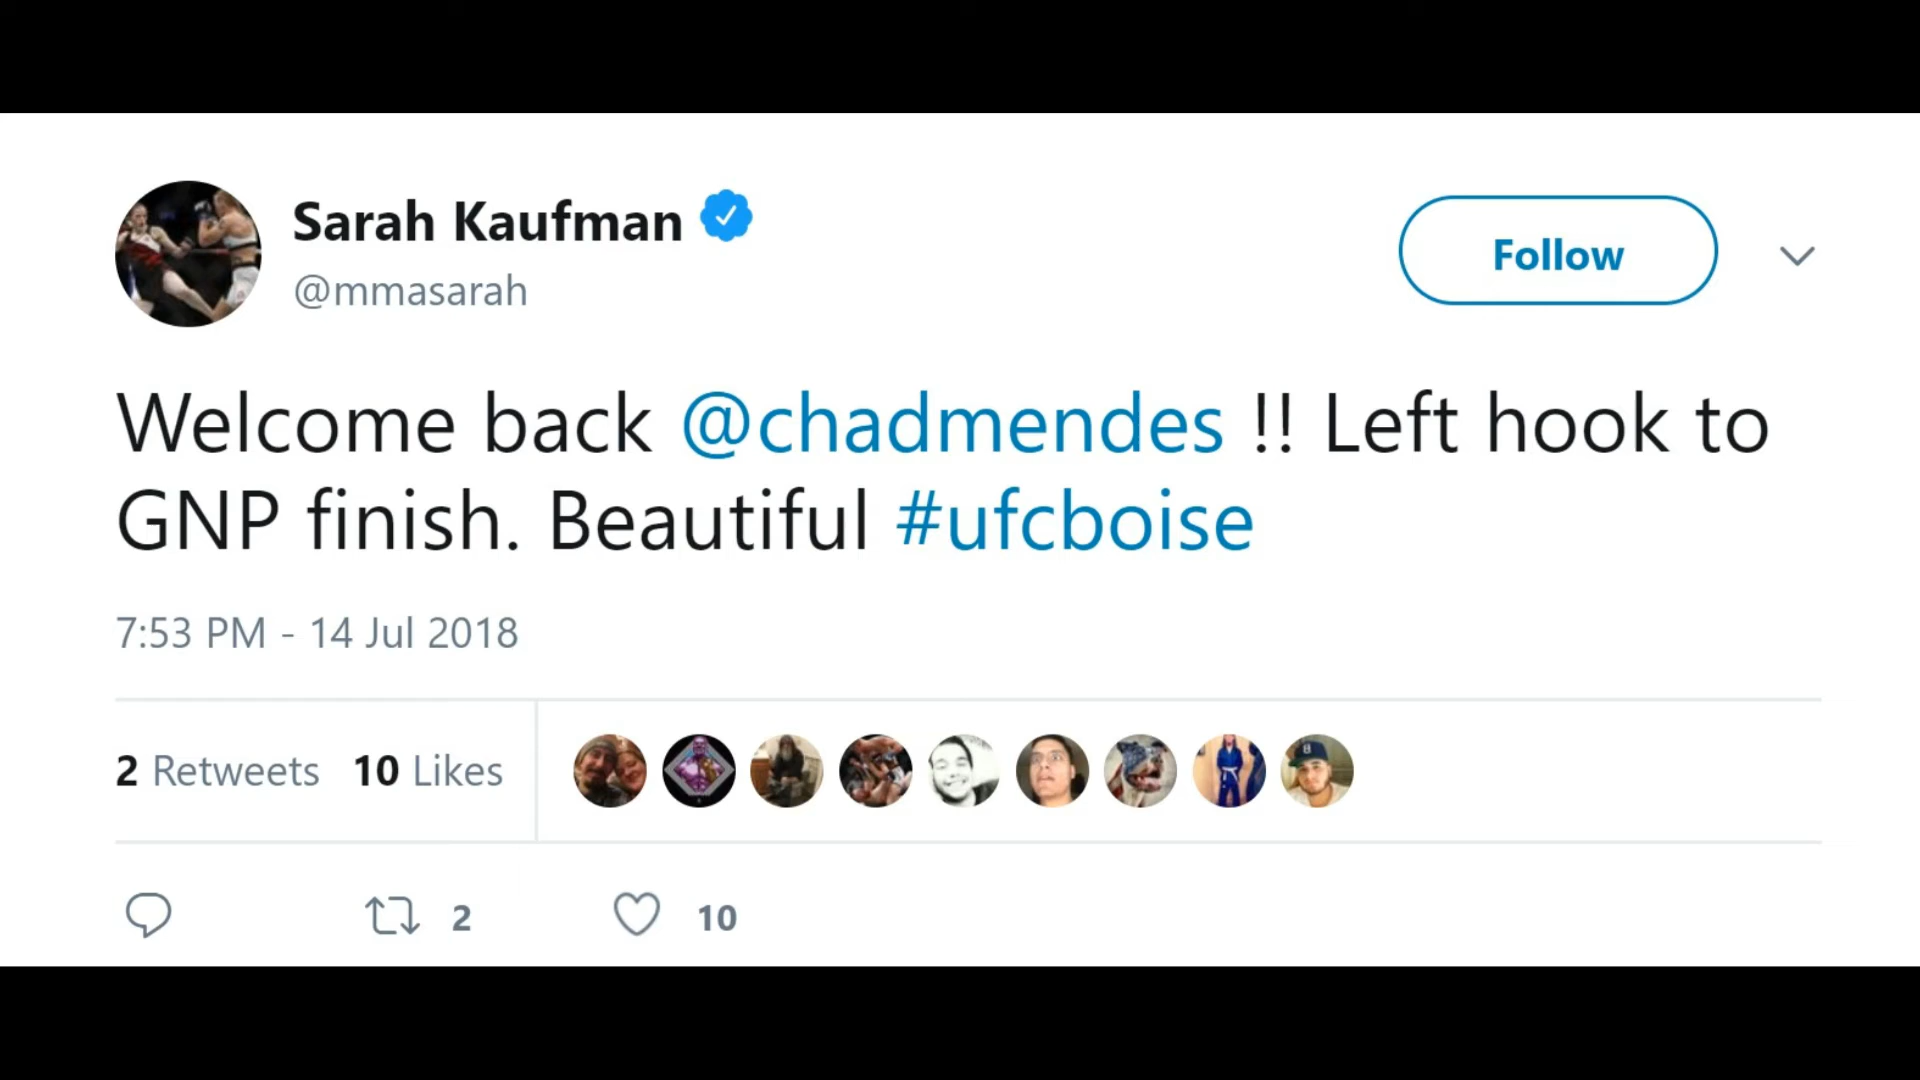 Sarah Kaufman
@mmasarah
Follow
Welcome back @chadmendes !! Left hook to
GNP finish. Beautiful #ufcboise
7:53 PM - 14 Jul 2018
2 Retweets 10 Likes
2 10